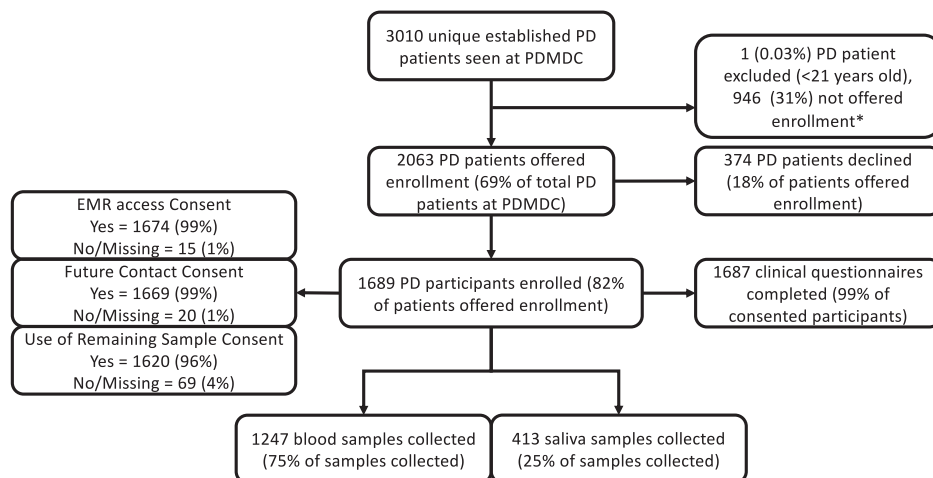 3010 unique established PD
patients seen at PDMDC
1 (0.03%) PD patient
excluded (<21 years old),
946 (31%) not offered
enrollment*
2063 PD patients offered
enrollment (69% of total PD
patients at PDMDC)
374 PD patients declined
(18% of patients offered
enrollment)
EMR access Consent
Yes = 1674 (99%)
No/Missing = 15 (1%)
Future Contact Consent
Yes = 1669 (99%)
No/Missing = 20 (1%)
Use of Remaining Sample Consent
Yes = 1620 (96%)
No/Missing = 69 (4%)
1689 PD participants enrolled (82%
of patients offered enrollment)
1687 clinical questionnaires
completed (99% of
consented participants)
1247 blood samples collected
(75% of samples collected)
413 saliva samples collected
(25% of samples collected)